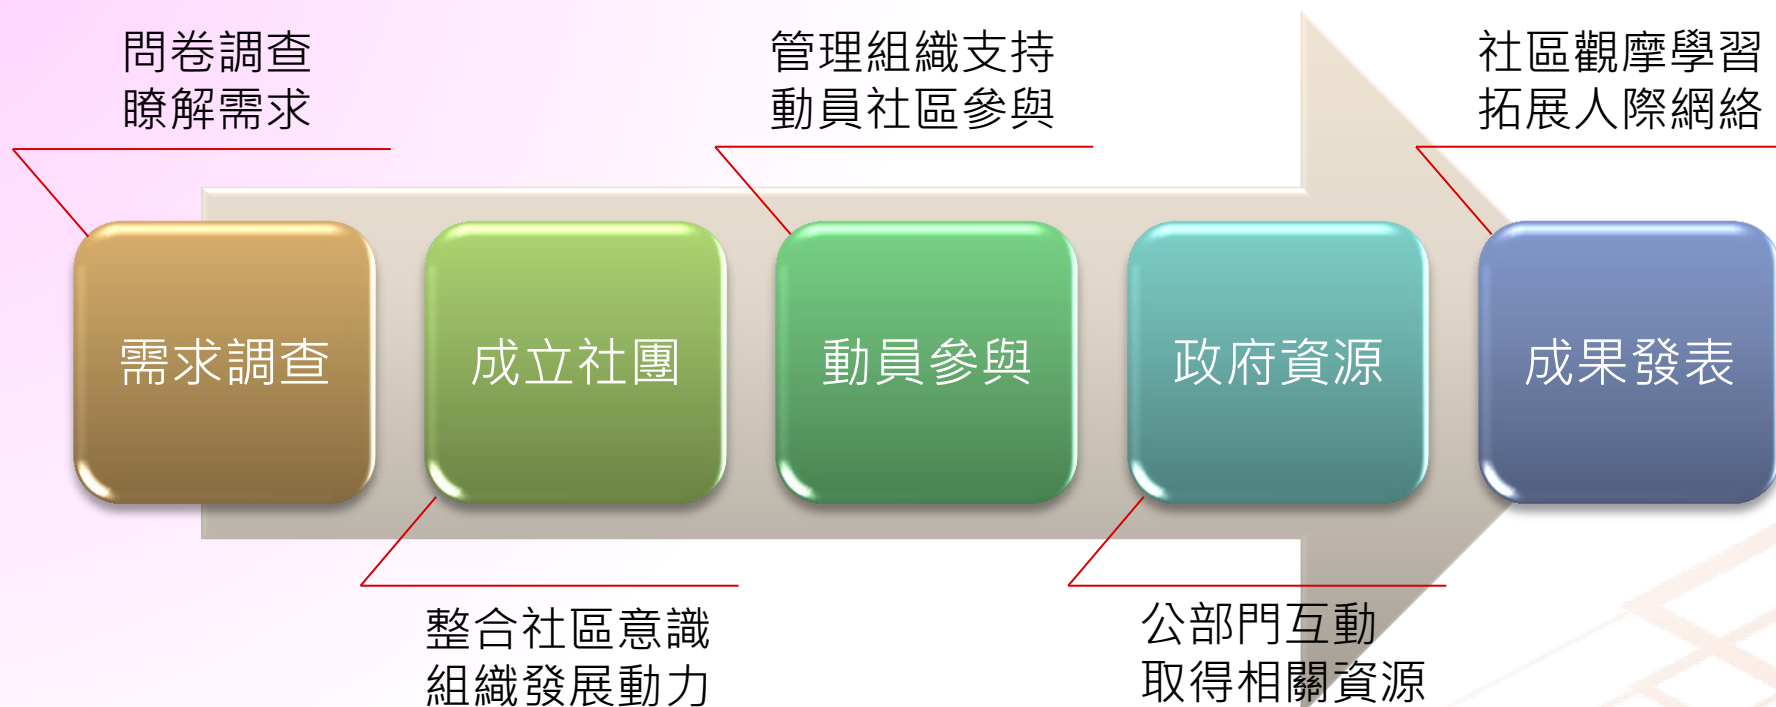 問卷調查
瞭解需求
管理組織支持
動員社區參與
社區觀摩學習
拓展人際網絡
需求調查
成立社團
動員參與
政府資源
成果發表
整合社區意識
組織發展動力
公部門互動
取得相關資源